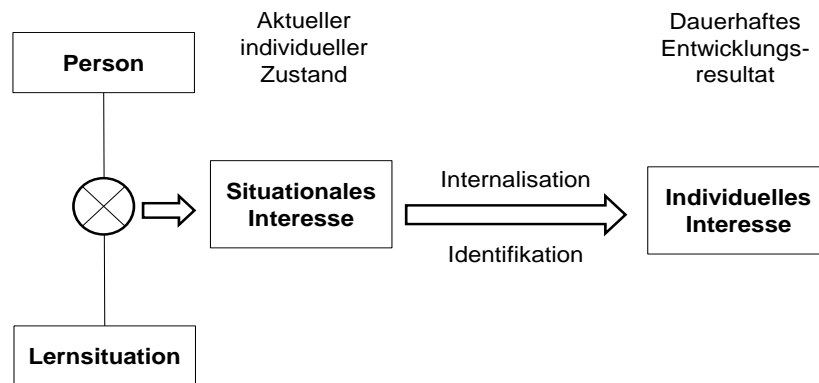 Aktueller
individueller
Zustand
Dauerhaftes
Entwicklungs-
resultat
Person
Situationales
Interesse
Internalisation
Identifikation
Individuelles
Interesse
Lernsituation